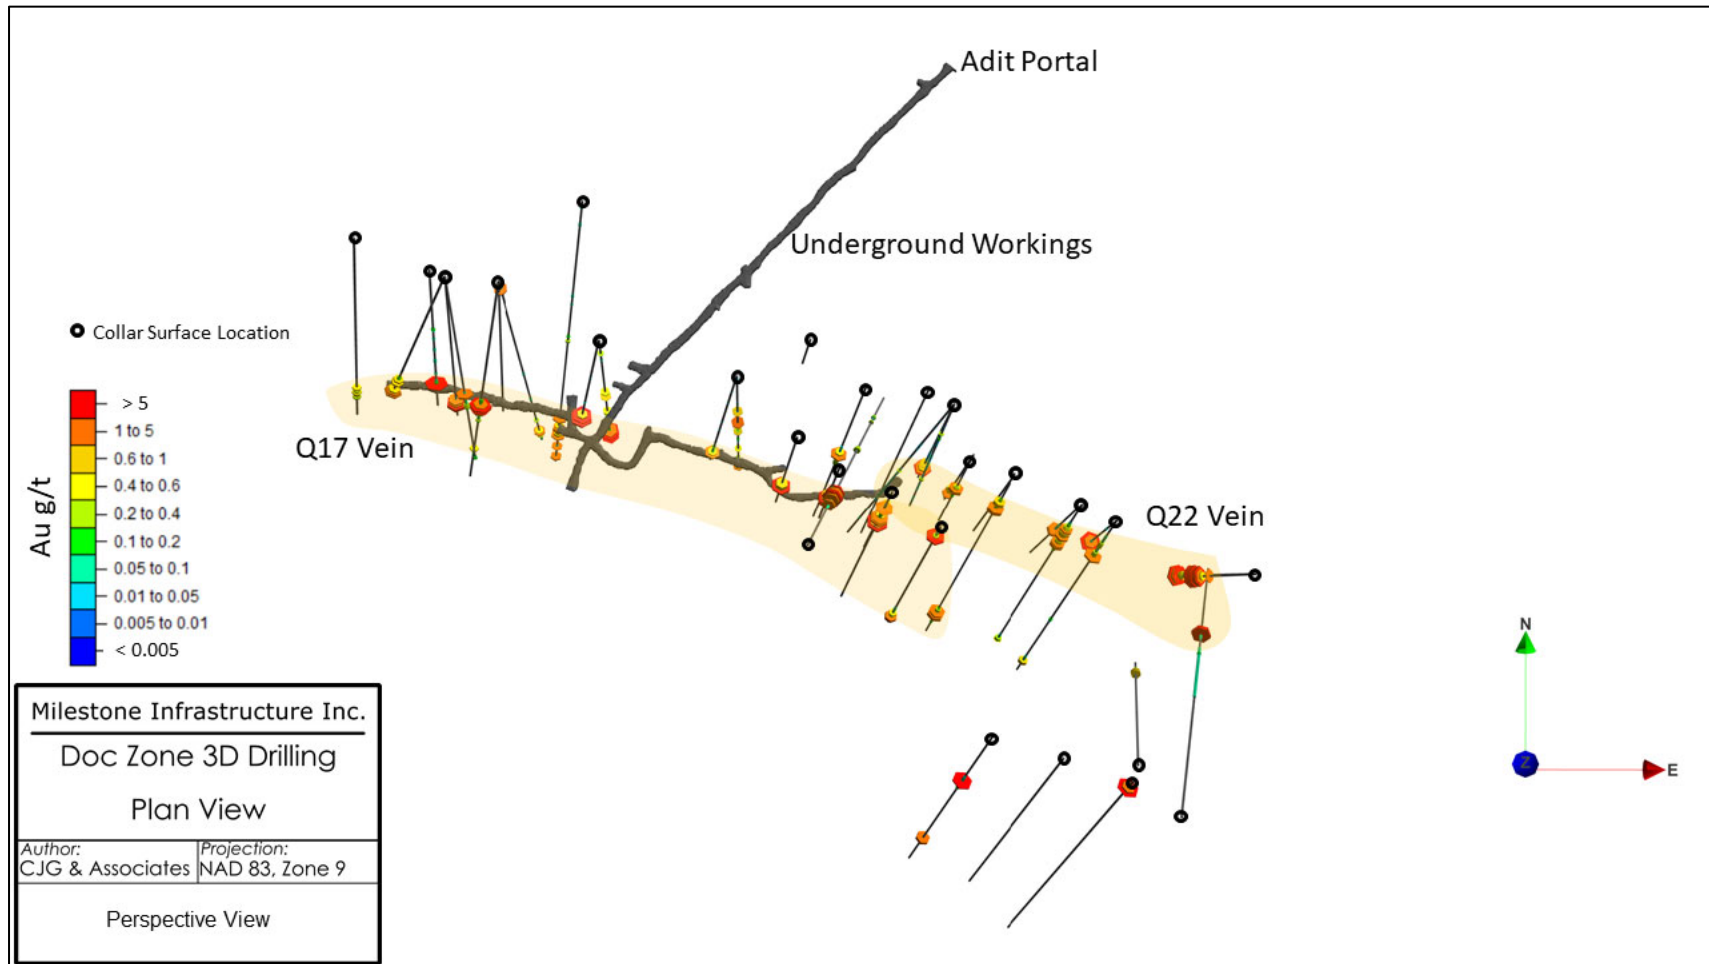 Adit Portal
Underground Workings
Collar Surface Location
Q17 Vein
Q22 Vein
Au g/t
> 5
1 to 5
0.6 to 1
0.4 to 0.6
0.2 to 0.4
0.1 to 0.2
0.05 to 0.1
0.01 to 0.05
0.005 to 0.01
< 0.005
N
Z
E
Milestone Infrastructure Inc.
Doc Zone 3D Drilling
Plan View
Author:
CJG & Associates
Projection:
NAD 83, Zone 9
Perspective View